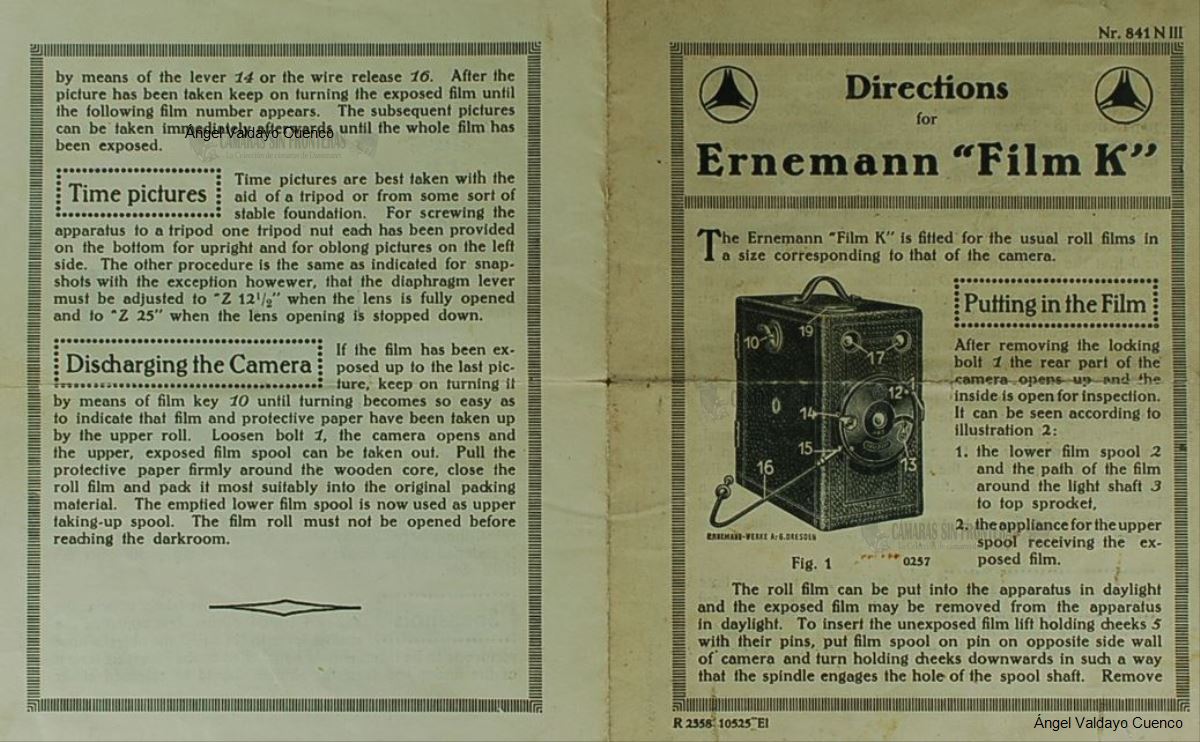 by means of the lever 14 or the wire release 16. After the
picture has been taken keep on turning the exposed film until
the following film number appears. The subsequent pictures
can be taken immediately afterwards until the whole film has
been exposed.
Ángel Valdayo Cuenco
CAMARAS SIN FRONTERAS
La Colección de camaras de Danimart
Time pictures
Time pictures are best taken with the
aid of a tripod or from some sort of
stable foundation. For screwing the
apparatus to a tripod one tripod nut each has been provided
on the bottom for upright and for oblong pictures on the left
side. The other procedure is the same as indicated for snap-
shots with the exception howewer, that the diaphragm lever
must be adjusted to "Z 12½" when the lens is fully opened
and to "Z 25" when the lens opening is stopped down.
Discharging the Camera
If the film has been ex-
posed up to the last pic-
ture, keep on turning it
by means of film key 10 until turning becomes so easy as
to indicate that film and protective paper have been taken up
by the upper roll. Loosen bolt 1, the camera opens and
the upper, exposed film spool can be taken out. Pull the
protective paper firmly around the wooden core, close the
roll film and pack it most suitably into the original packing
material. The emptied lower film spool is now used as upper
taking-up spool. The film roll must not be opened before
reaching the darkroom.
Nr. 841 N III
Directions
for
Ernemann "Film K"
The Ernemann "Film K" is fitted for the usual roll films in
a size corresponding to that of the camera.
19
10
17
12
1
14
15
13
16
ERNEMANN-WERKE A.-G. DRESDEN
Fig. 1
0257
Putting in the Film
After removing the locking
bolt 1 the rear part of the
camera opens up and the
inside is open for inspection.
It can be seen according to
illustration 2:
1. the lower film spool 2
and the path of the film
around the light shaft 3
to top sprocket,
2. the appliance for the upper
spool receiving the ex-
posed film.
CAMARAS SIN FRONTERAS
The roll film can be put into the apparatus in daylight
and the exposed film may be removed from the apparatus
in daylight. To insert the unexposed film lift holding cheeks 5
with their pins, put film spool on pin on opposite side wall
of camera and turn holding cheeks downwards in such a way
that the spindle engages the hole of the spool shaft. Remove
R 2358 10525 EI
Ángel Valdayo Cuenco